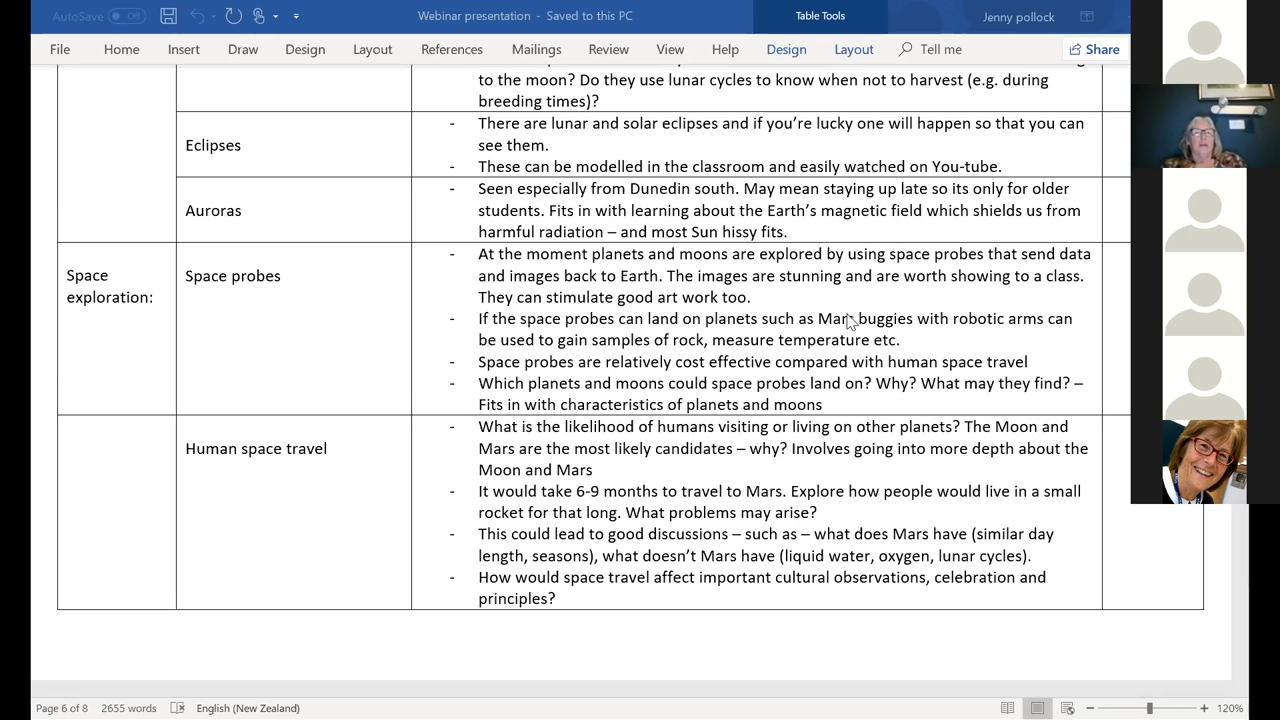 AutoSave Off
Webinar presentation - Saved to this PC
Table Tools
Jenny pollock
File Home Insert Draw Design Layout References Mailings Review View Help Design Layout Tell me Share
to the moon? Do they use lunar cycles to know when not to harvest (e.g. during
breeding times)?
Eclipses
- There are lunar and solar eclipses and if you're lucky one will happen so that you can
see them.
- These can be modelled in the classroom and easily watched on You-tube.
Auroras
- Seen especially from Dunedin south. May mean staying up late so its only for older
students. Fits in with learning about the Earth's magnetic field which shields us from
harmful radiation – and most Sun hissy fits.
Space
exploration:
Space probes
- At the moment planets and moons are explored by using space probes that send data
and images back to Earth. The images are stunning and are worth showing to a class.
They can stimulate good art work too.
- If the space probes can land on planets such as Mars buggies with robotic arms can
be used to gain samples of rock, measure temperature etc.
- Space probes are relatively cost effective compared with human space travel
- Which planets and moons could space probes land on? Why? What may they find? –
Fits in with characteristics of planets and moons
Human space travel
- What is the likelihood of humans visiting or living on other planets? The Moon and
Mars are the most likely candidates – why? Involves going into more depth about the
Moon and Mars
- It would take 6-9 months to travel to Mars. Explore how people would live in a small
rocket for that long. What problems may arise?
- This could lead to good discussions – such as – what does Mars have (similar day
length, seasons), what doesn't Mars have (liquid water, oxygen, lunar cycles).
- How would space travel affect important cultural observations, celebration and
principles?
Page 6 of 8 2655 words English (New Zealand) 120%